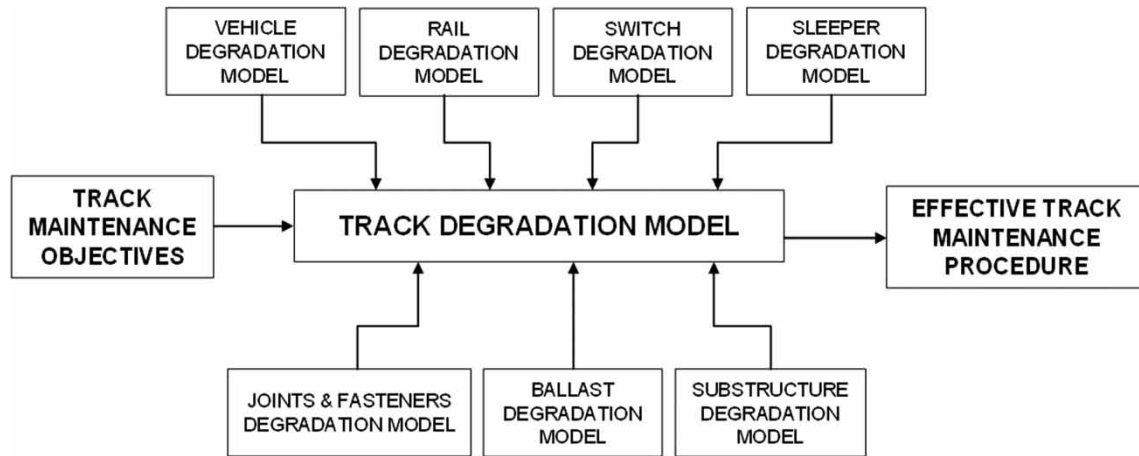 VEHICLE
DEGRADATION
MODEL
RAIL
DEGRADATION
MODEL
SWITCH
DEGRADATION
MODEL
SLEEPER
DEGRADATION
MODEL
TRACK
MAINTENANCE
OBJECTIVES
TRACK DEGRADATION MODEL
EFFECTIVE TRACK
MAINTENANCE
PROCEDURE
JOINTS & FASTENERS
DEGRADATION MODEL
BALLAST
DEGRADATION
MODEL
SUBSTRUCTURE
DEGRADATION
MODEL